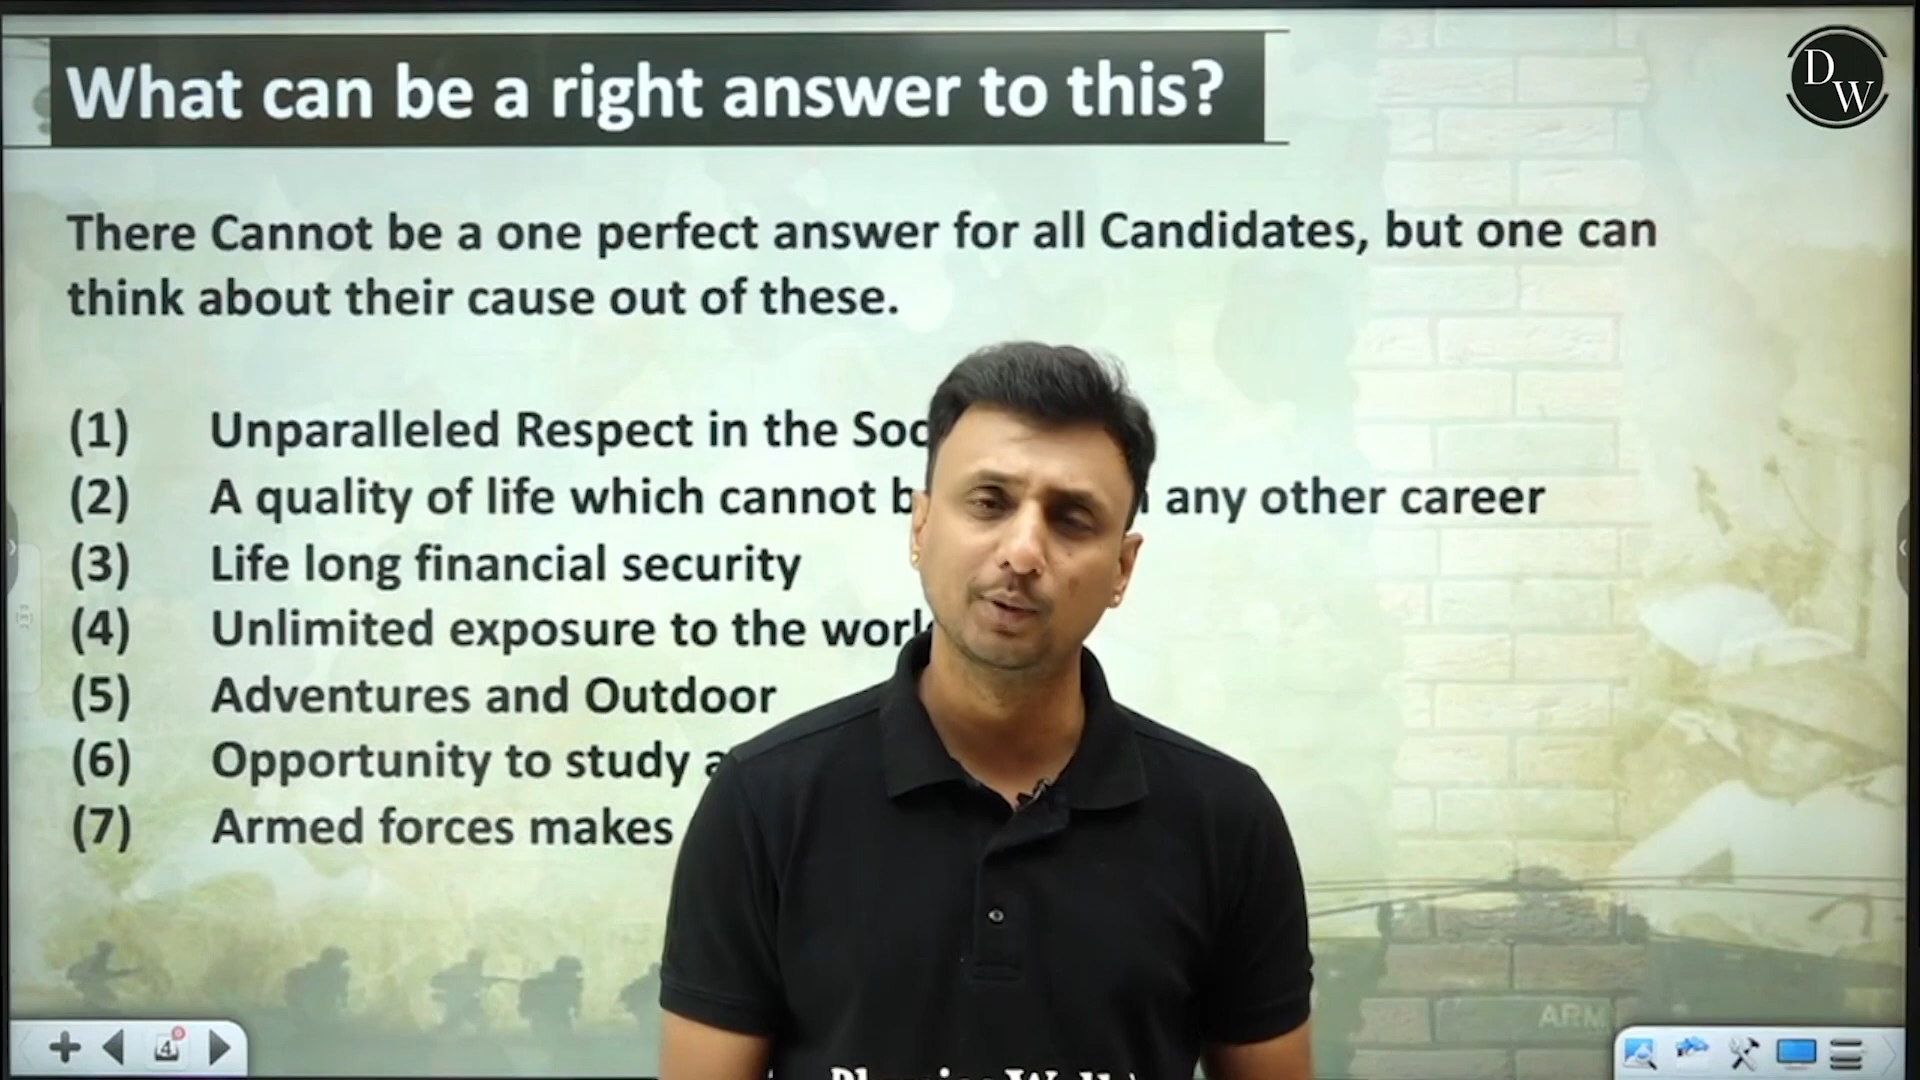 What can be a right answer to this?
D
W
There Cannot be a one perfect answer for all Candidates, but one can
think about their cause out of these.
(1) Unparalleled Respect in the
(2) A quality of life which cannot any other career
(3) Life long financial security
(4) Unlimited exposure to the
(5) Adventures and Outdoor
(6) Opportunity to study
(7) Armed forces makes
ARM
4